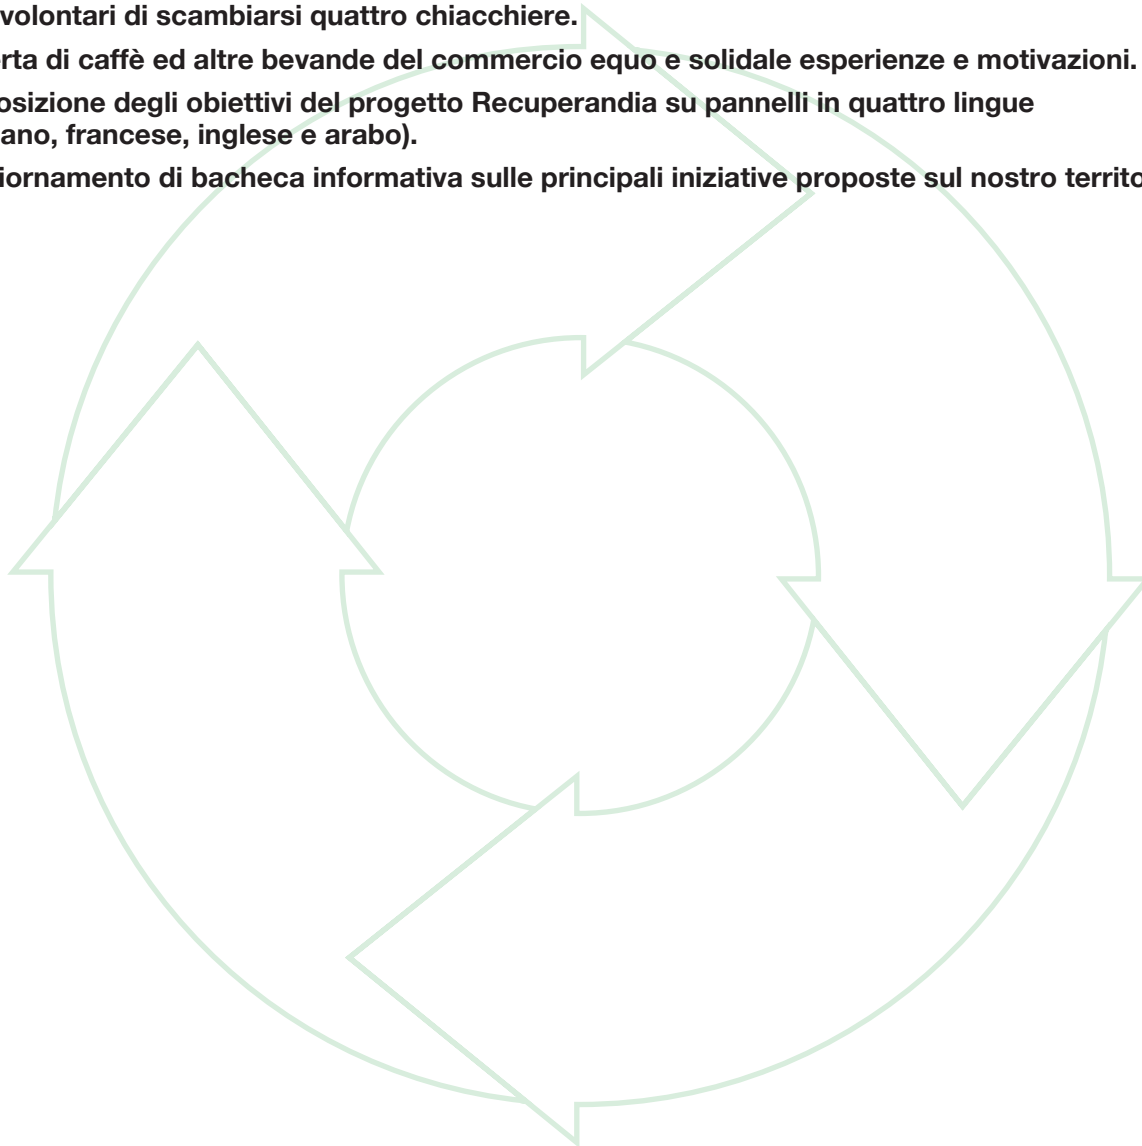 volontari di scambiarsi quattro chiacchiere.
rta di caffè ed altre bevande del commercio equo e solidale esperienze e motivazioni.
osizione degli obiettivi del progetto Recuperandia su pannelli in quattro lingue
ano, francese, inglese e arabo).
giornamento di bacheca informativa sulle principali iniziative proposte sul nostro territo